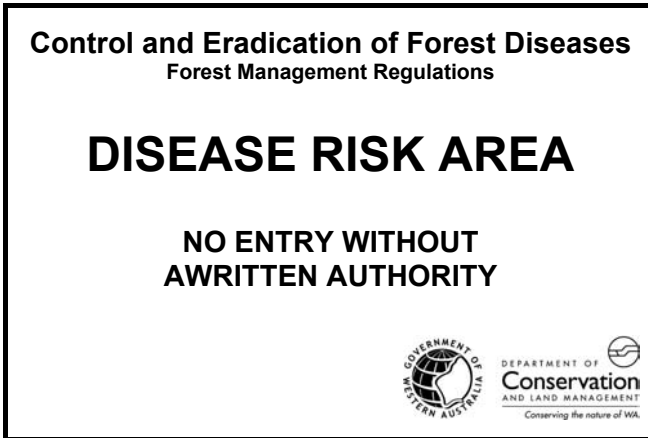 Control and Eradication of Forest Diseases
Forest Management Regulations
DISEASE RISK AREA
NO ENTRY WITHOUT
AWRITTEN AUTHORITY
GOVERNMENT OF
WESTERN AUSTRALIA
DEPARTMENT OF
Conservation
AND LAND MANAGEMENT
Conserving the nature of WA.